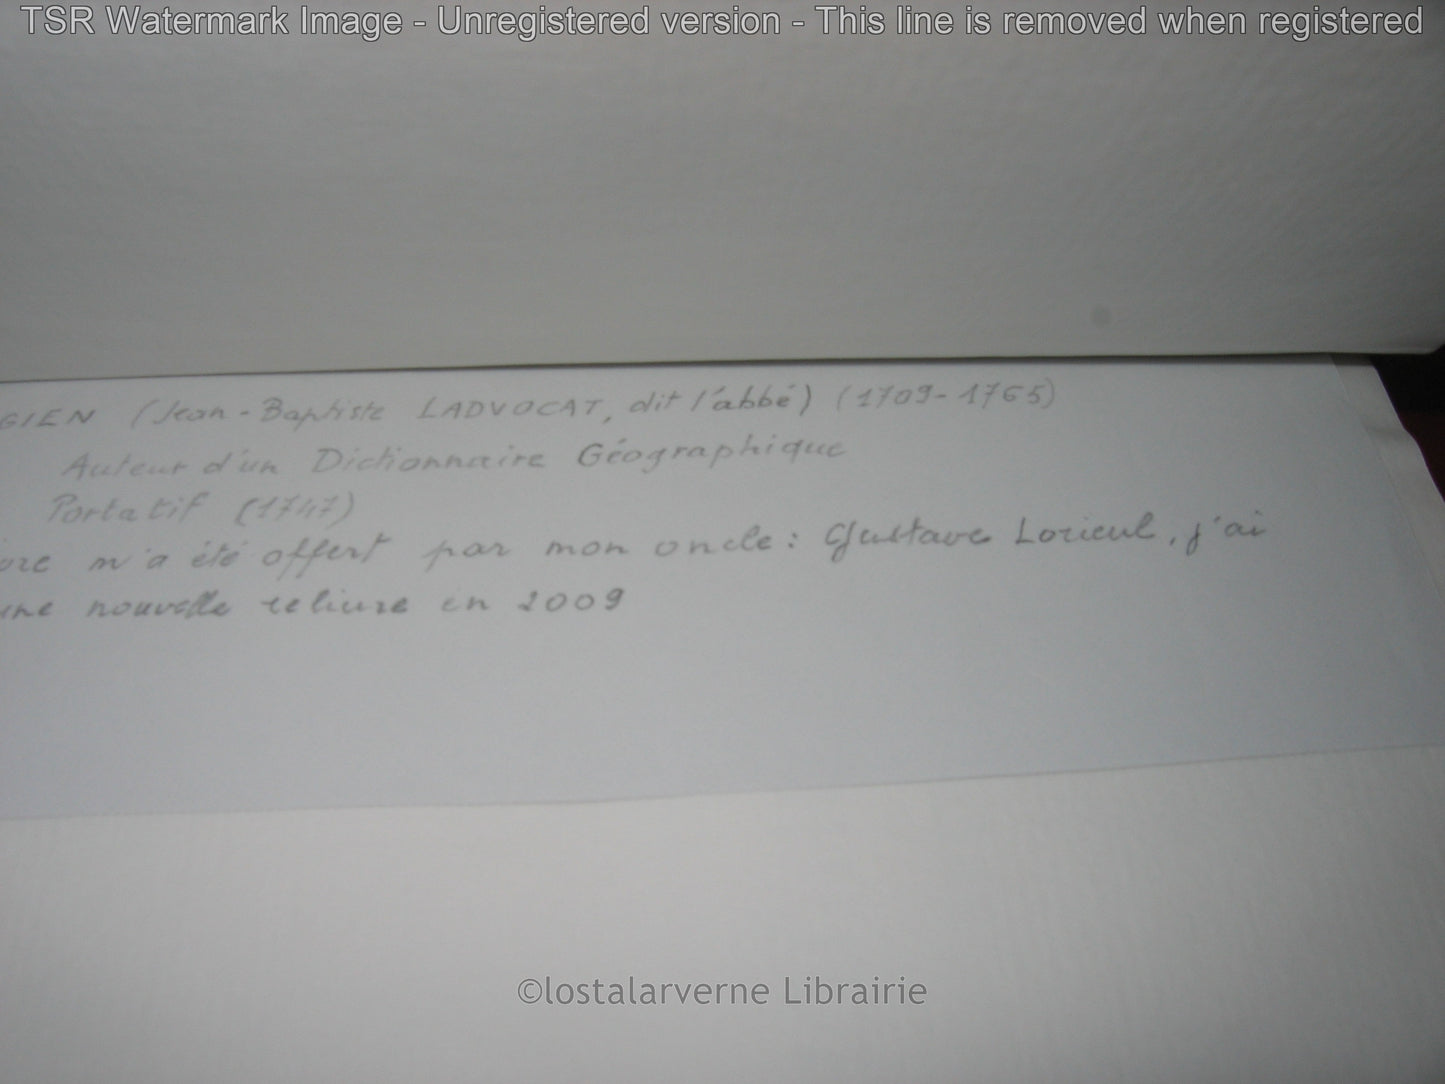 TSR Watermark Image - Unregistered version - This line is removed when registered
GIEN (Jean-Baptiste LADVOCAT, dit l'abbé) (1709-1765)
Auteur d'un Dictionnaire Géographique
Portatif (1747)
m'a été offert par mon oncle : Gustave Lorieul, j'ai
une nouvelle reliure en 2009
©lostalarverne Librairie